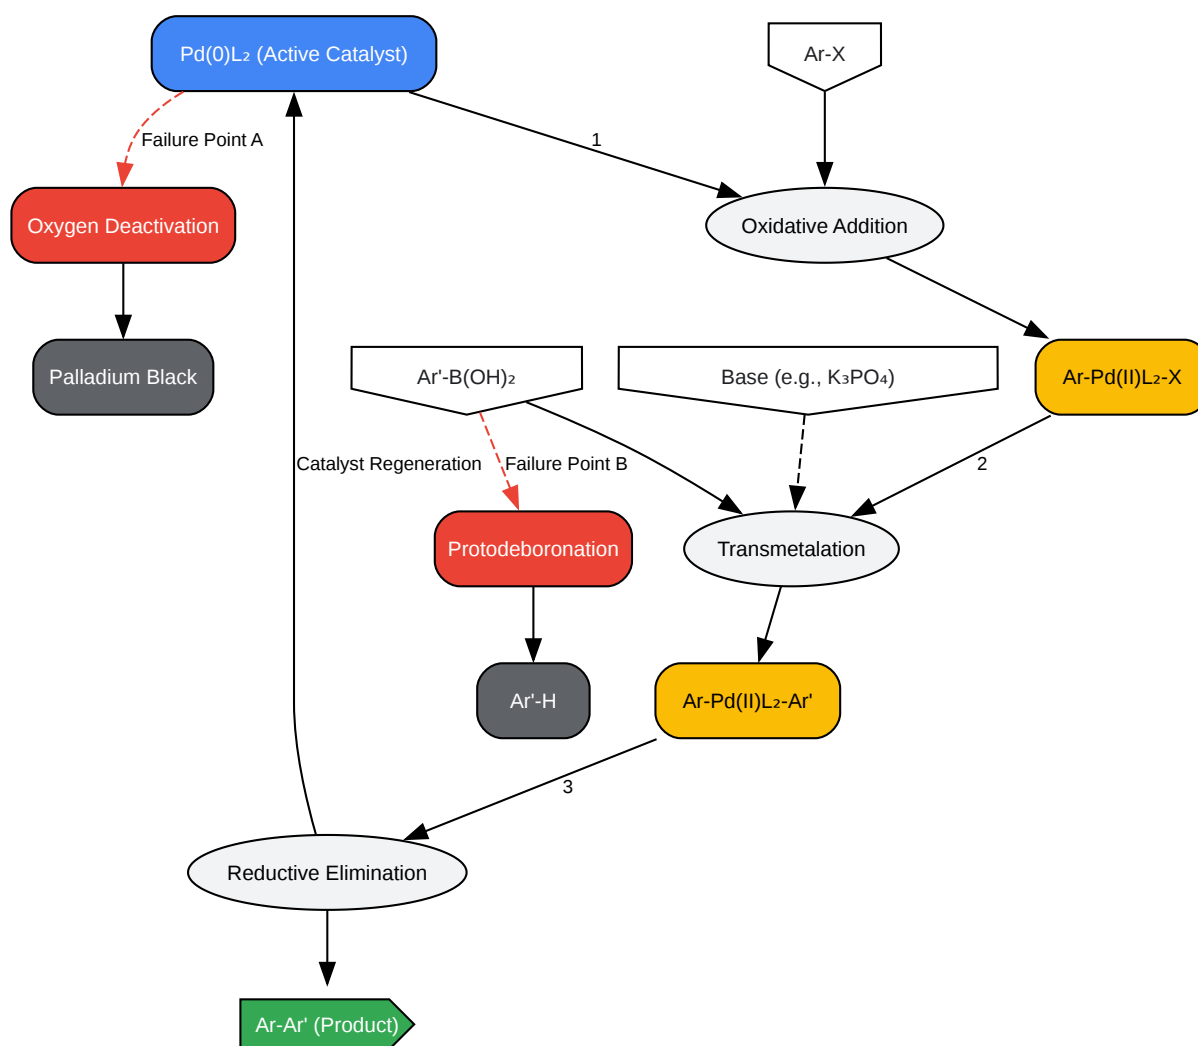 Pd(0)L₂ (Active Catalyst)
Ar-X
Failure Point A
1
Oxygen Deactivation
Oxidative Addition
Palladium Black
Ar'-B(OH)₂
Base (e.g., K₃PO₄)
Ar-Pd(II)L₂-X
Catalyst Regeneration
Failure Point B
2
Protodeboronation
Transmetalation
Ar'-H
Ar-Pd(II)L₂-Ar'
3
Reductive Elimination
Ar-Ar' (Product)